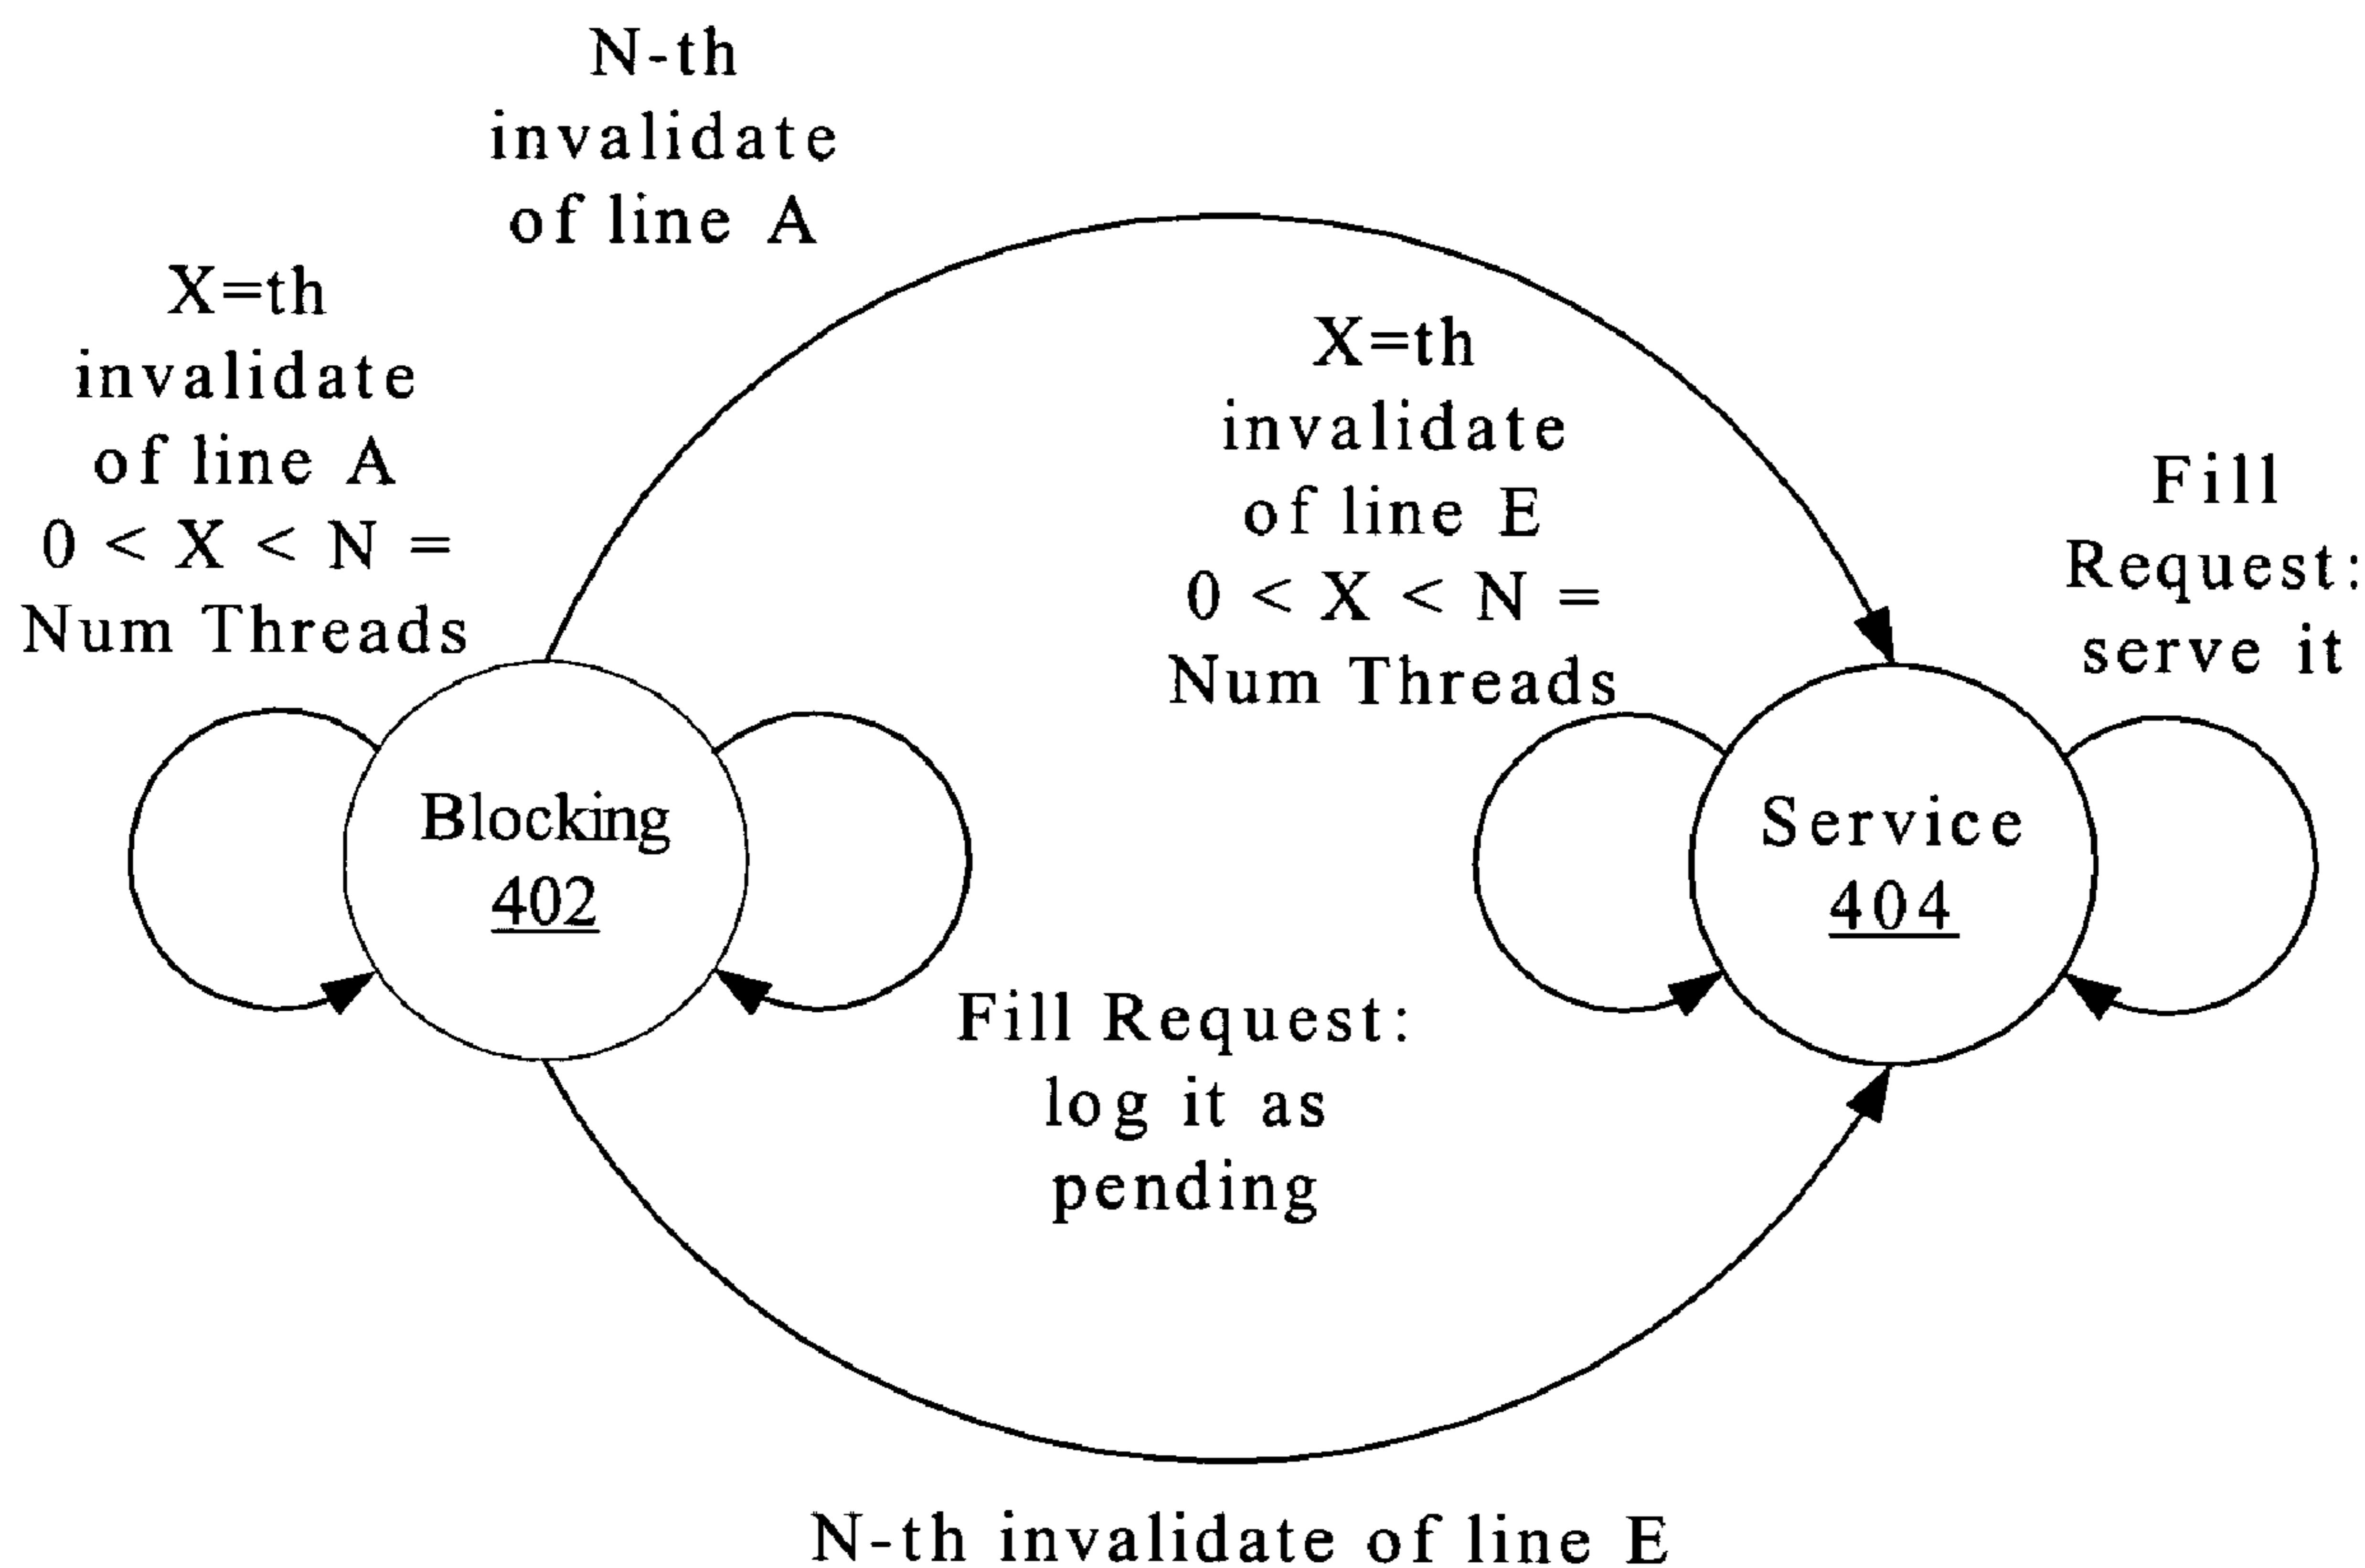 N-th
invalidate
of line A
X=th
invalidate
of line A
0 < X < N =
Num Threads
X=th
invalidate
of line E
0 < X < N =
Num Threads
Fill
Request:
serve it
Blocking
402
Service
404
Fill Request:
log it as
pending
N-th invalidate of line E